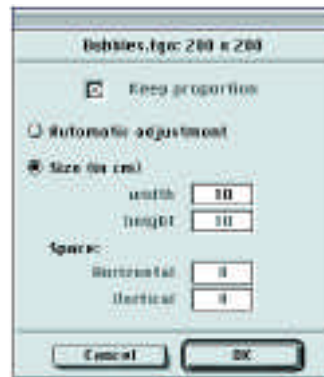 Bubbles.tga: 200 x 200
Keep proportion
Automatic adjustment
Size (in cm)
width 10
height 10
Space:
Horizontal 0
Vertical 0
Cancel OK